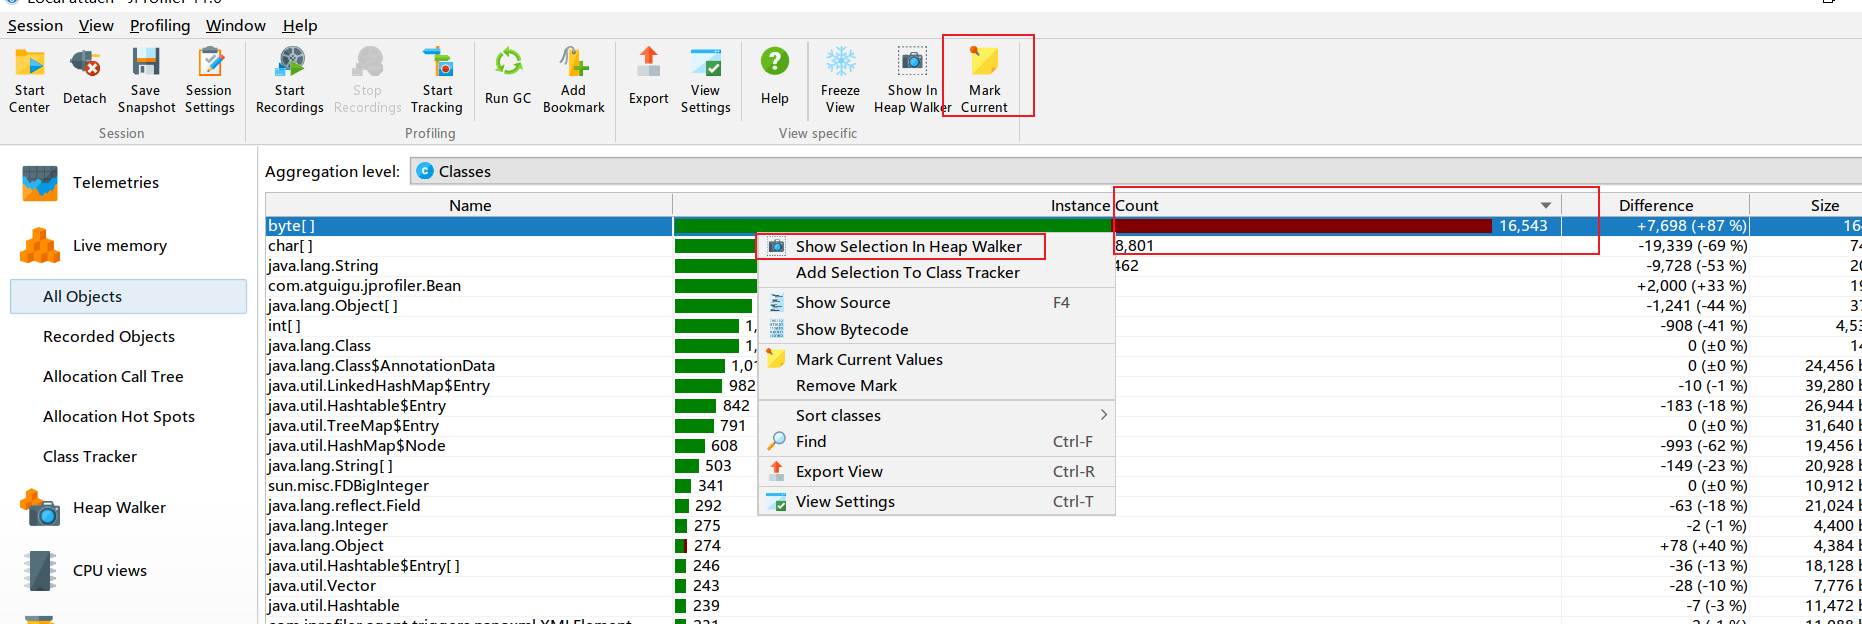 Session View Profiling Window Help
Start Center
Detach
Save Snapshot
Session Settings
Start Recordings
Stop Recordings
Start Tracking
Run GC
Add Bookmark
Export
View Settings
Help
Freeze View
Show In Heap Walker
Mark Current
Session
Profiling
View specific
Telemetries
Live memory
All Objects
Recorded Objects
Allocation Call Tree
Allocation Hot Spots
Class Tracker
Heap Walker
CPU views
Aggregation level: Classes
Name Instance Count Difference Size
byte[] 16,543 +7,698 (+87 %)
char[] 8,801 -19,339 (-69 %)
java.lang.String 462 -9,728 (-53 %)
com.atguigu.jprofiler.Bean +2,000 (+33 %)
java.lang.Object[] -1,241 (-44 %)
int[] -908 (-41 %)
java.lang.Class 0 (±0 %)
java.lang.Class$AnnotationData 0 (±0 %) 24,456
java.util.LinkedHashMap$Entry 982 -10 (-1 %) 39,280
java.util.Hashtable$Entry 842 -183 (-18 %) 26,944
java.util.TreeMap$Entry 791 0 (±0 %) 31,640
java.util.HashMap$Node 608 -993 (-62 %) 19,456
java.lang.String[] 503 -149 (-23 %) 20,928
sun.misc.FDBigInteger 341 0 (±0 %) 10,912
java.lang.reflect.Field 292 -63 (-18 %) 21,024
java.lang.Integer 275 -2 (-1 %) 4,400
java.lang.Object 274 +78 (+40 %) 4,384
java.util.Hashtable$Entry[] 246 -36 (-13 %) 18,128
java.util.Vector 243 -28 (-10 %) 7,776
java.util.Hashtable 239 -7 (-3 %) 11,472
Show Selection In Heap Walker
Add Selection To Class Tracker
Show Source F4
Show Bytecode
Mark Current Values
Remove Mark
Sort classes
Find Ctrl-F
Export View Ctrl-R
View Settings Ctrl-T